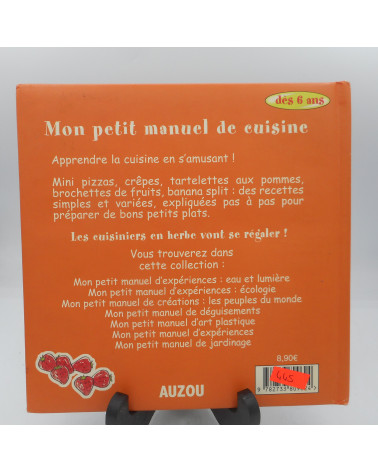 dés 6 ans
Mon petit manuel de cuisine
Apprendre la cuisine en s'amusant !
Mini pizzas, crêpes, tartelettes aux pommes,
brochettes de fruits, banana split : des recettes
simples et variées, expliquées pas à pas pour
préparer de bons petits plats.
Les cuisiniers en herbe vont se régaler !
Vous trouverez dans
cette collection :
Mon petit manuel d'expériences : eau et lumière
Mon petit manuel d'expériences : écologie
Mon petit manuel de créations : les peuples du monde
Mon petit manuel de déguisements
Mon petit manuel d'art plastique
Mon petit manuel d'expériences
Mon petit manuel de jardinage
8,90€
445
AUZOU